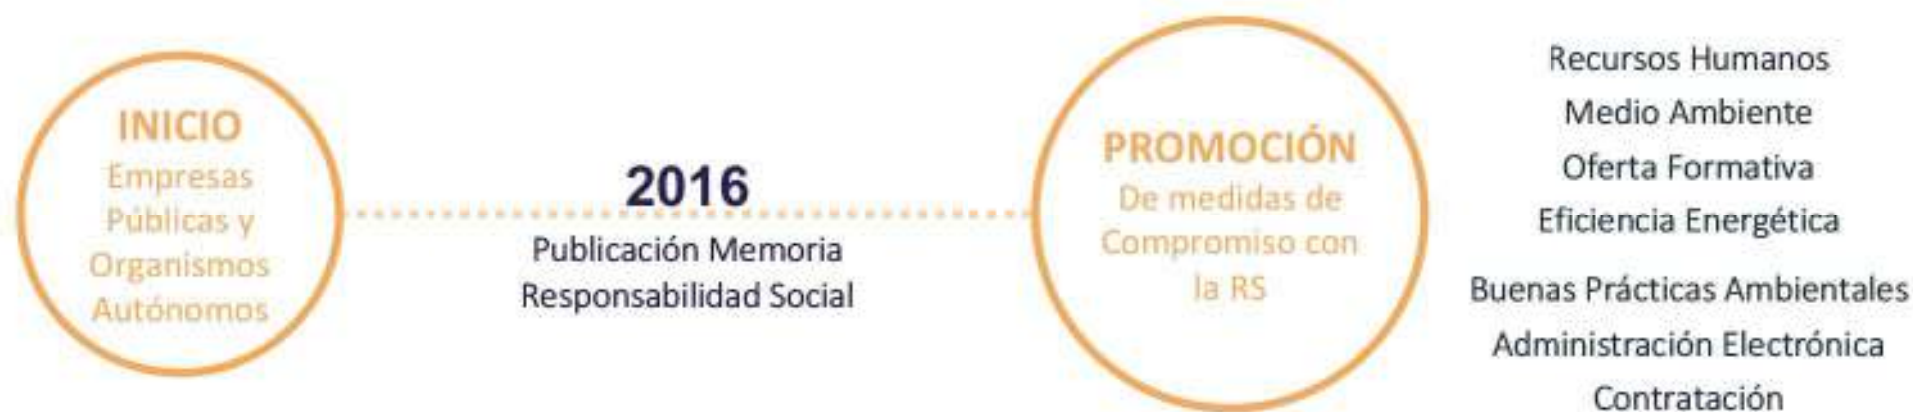 INICIO
Empresas
Públicas y
Organismos
Autónomos
2016
Publicación Memoria
Responsabilidad Social
PROMOCIÓN
De medidas de
Compromiso con
la RS
Recursos Humanos
Medio Ambiente
Oferta Formativa
Eficiencia Energética
Buenas Prácticas Ambientales
Administración Electrónica
Contratación